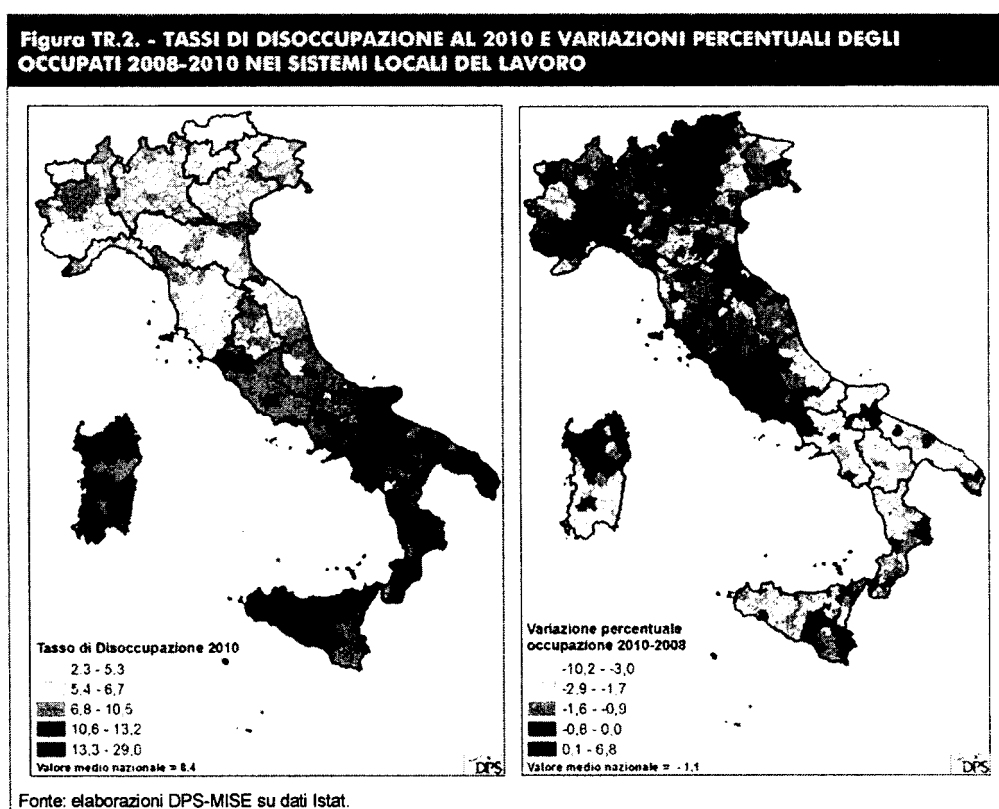 Figura TR.2. - TASSI DI DISOCCUPAZIONE AL 2010 E VARIAZIONI PERCENTUALI DEGLI
OCCUPATI 2008-2010 NEI SISTEMI LOCALI DEL LAVORO
Tasso di Disoccupazione 2010
2,3 - 5,3
5,4 - 6,7
6,8 - 10,5
10,6 - 13,2
13,3 - 29,0
Valore medio nazionale = 8,4
DPS
Variazione percentuale
occupazione 2010-2008
-10,2 - -3,0
-2,9 - -1,7
-1,6 - -0,9
-0,8 - 0,0
0,1 - 6,8
Valore medio nazionale = -1,1
DPS
Fonte: elaborazioni DPS-MISE su dati Istat.